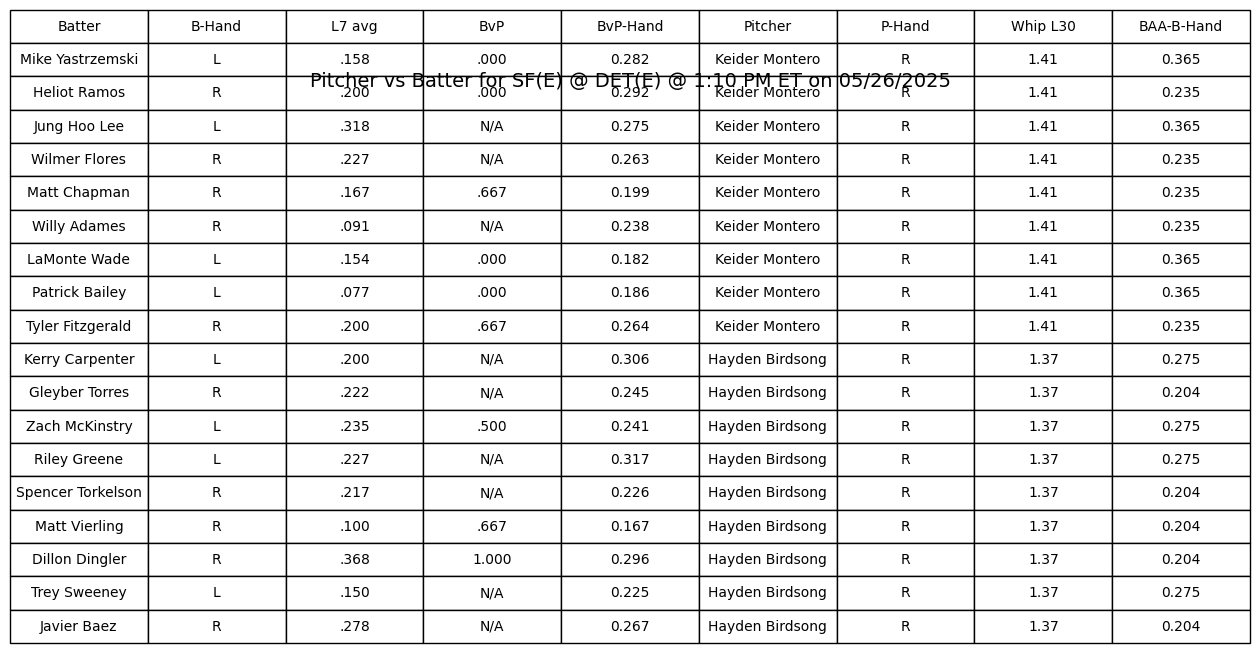 Batter B-Hand L7 avg BvP BvP-Hand Pitcher P-Hand Whip L30 BAA-B-Hand
Mike Yastrzemski L .158 .000 0.282 Keider Montero R 1.41 0.365
Pitcher vs Batter for SF(E) @ DET(E) @ 1:10 PM ET on 05/26/2025
Heliot Ramos R .200 .000 0.292 Keider Montero R 1.41 0.235
Jung Hoo Lee L .318 N/A 0.275 Keider Montero R 1.41 0.365
Wilmer Flores R .227 N/A 0.263 Keider Montero R 1.41 0.235
Matt Chapman R .167 .667 0.199 Keider Montero R 1.41 0.235
Willy Adames R .091 N/A 0.238 Keider Montero R 1.41 0.235
LaMonte Wade L .154 .000 0.182 Keider Montero R 1.41 0.365
Patrick Bailey L .077 .000 0.186 Keider Montero R 1.41 0.365
Tyler Fitzgerald R .200 .667 0.264 Keider Montero R 1.41 0.235
Kerry Carpenter L .200 N/A 0.306 Hayden Birdsong R 1.37 0.275
Gleyber Torres R .222 N/A 0.245 Hayden Birdsong R 1.37 0.204
Zach McKinstry L .235 .500 0.241 Hayden Birdsong R 1.37 0.275
Riley Greene L .227 N/A 0.317 Hayden Birdsong R 1.37 0.275
Spencer Torkelson R .217 N/A 0.226 Hayden Birdsong R 1.37 0.204
Matt Vierling R .100 .667 0.167 Hayden Birdsong R 1.37 0.204
Dillon Dingler R .368 1.000 0.296 Hayden Birdsong R 1.37 0.204
Trey Sweeney L .150 N/A 0.225 Hayden Birdsong R 1.37 0.275
Javier Baez R .278 N/A 0.267 Hayden Birdsong R 1.37 0.204